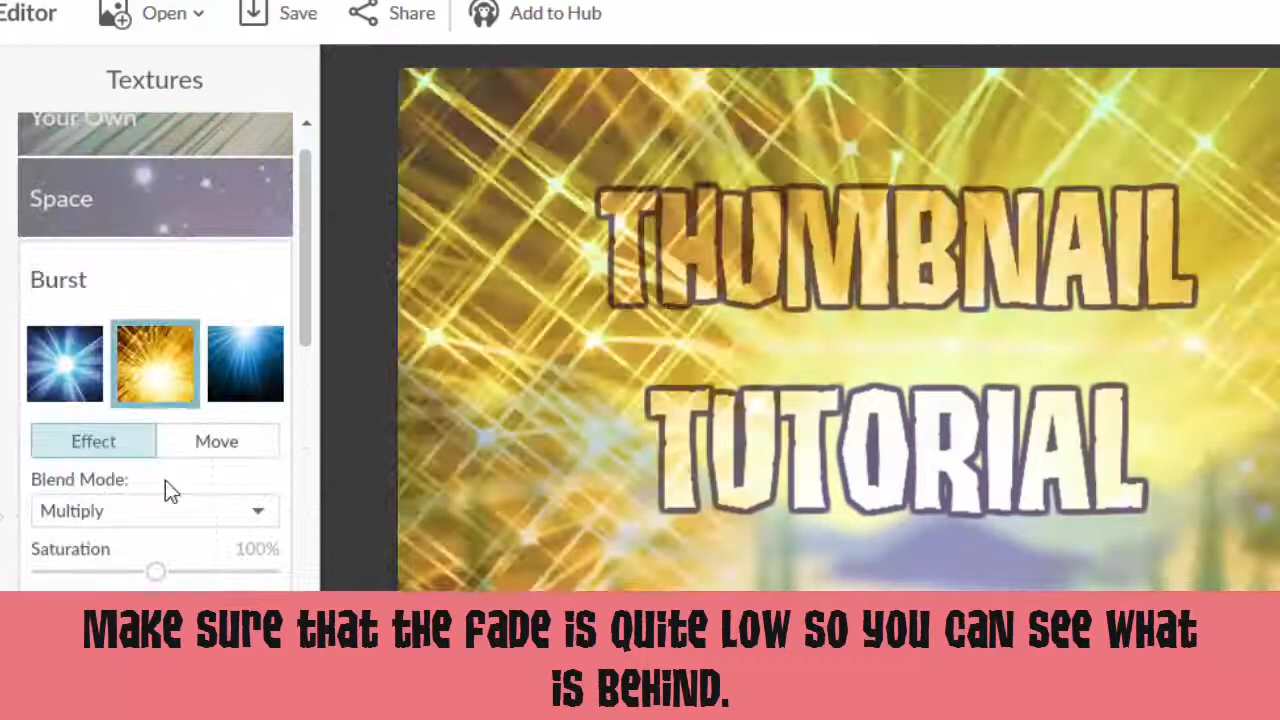 Editor Open Save Share Add to Hub
Textures
Your Own
Space
Burst
Effect Move
Blend Mode:
Multiply
Saturation 100%
THUMBNAIL
TUTORIAL
Make sure that the fade is quite low so you can see what
is behind.